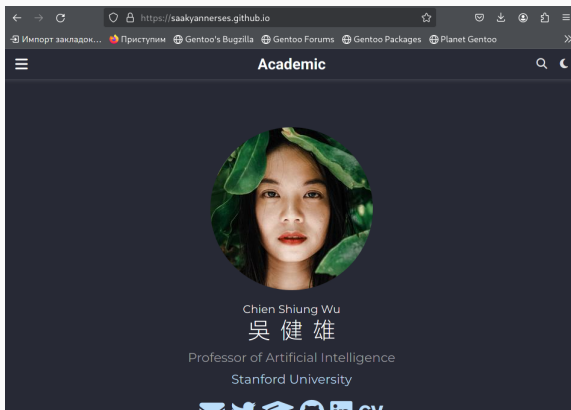 https://saakyannerses.github.io
Импорт закладок... Приступим Gentoo's Bugzilla Gentoo Forums Gentoo Packages Planet Gentoo
Academic
Chien Shiung Wu
吳健雄
Professor of Artificial Intelligence
Stanford University